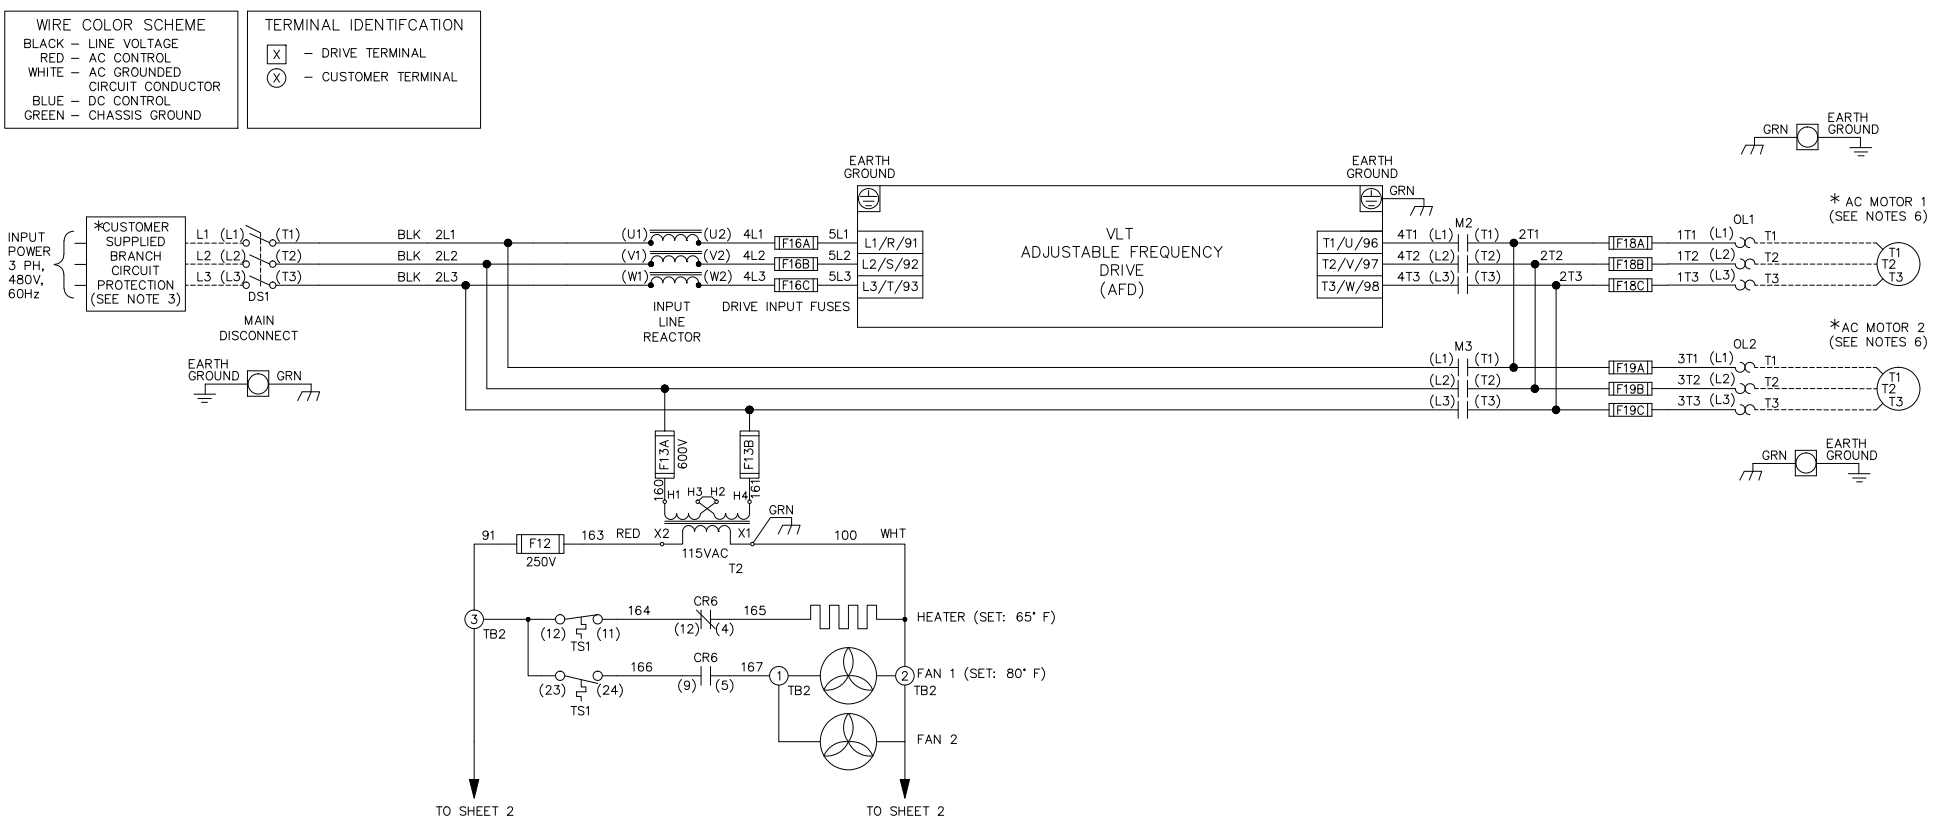 WIRE COLOR SCHEME
BLACK – LINE VOLTAGE
RED – AC CONTROL
WHITE – AC GROUNDED
CIRCUIT CONDUCTOR
BLUE – DC CONTROL
GREEN – CHASSIS GROUND
TERMINAL IDENTIFCATION
X – DRIVE TERMINAL
X – CUSTOMER TERMINAL
GRN
EARTH
GROUND
EARTH
GROUND
EARTH
GROUND
GRN
INPUT
POWER
3 PH,
480V,
60Hz
*CUSTOMER
SUPPLIED
BRANCH
CIRCUIT
PROTECTION
(SEE NOTE 3)
L1 (L1) (T1) BLK 2L1 (U1) (U2) 4L1 F16A 5L1 L1/R/91
L2 (L2) (T2) BLK 2L2 (V1) (V2) 4L2 F16B 5L2 L2/S/92
L3 (L3) (T3) BLK 2L3 (W1) (W2) 4L3 F16C 5L3 L3/T/93
DS1
MAIN
DISCONNECT
INPUT
LINE
REACTOR
DRIVE INPUT FUSES
VLT
ADJUSTABLE FREQUENCY
DRIVE
(AFD)
M2
OL1
T1/U/96 4T1 (L1) (T1) 2T1 F18A 1T1 (L1) T1
T2/V/97 4T2 (L2) (T2) 2T2 F18B 1T2 (L2) T2
T3/W/98 4T3 (L3) (T3) 2T3 F18C 1T3 (L3) T3
* AC MOTOR 1
(SEE NOTES 6)
T1
T2
T3
EARTH
GROUND
GRN
M3
OL2
(L1) (T1) F19A 3T1 (L1) T1
(L2) (T2) F19B 3T2 (L2) T2
(L3) (T3) F19C 3T3 (L3) T3
*AC MOTOR 2
(SEE NOTES 6)
T1
T2
T3
GRN
EARTH
GROUND
F13A
600V
F13B
160
161
H1 H3 H2 H4
GRN
91 F12 163 RED X2 X1 100 WHT
250V
115VAC
T2
3
TB2
(12) (11)
TS1
164
CR6
(12) (4)
165
HEATER (SET: 65° F)
(23) (24)
TS1
166
CR6
(9) (5)
167
1
TB2
2
TB2
FAN 1 (SET: 80° F)
FAN 2
TO SHEET 2
TO SHEET 2